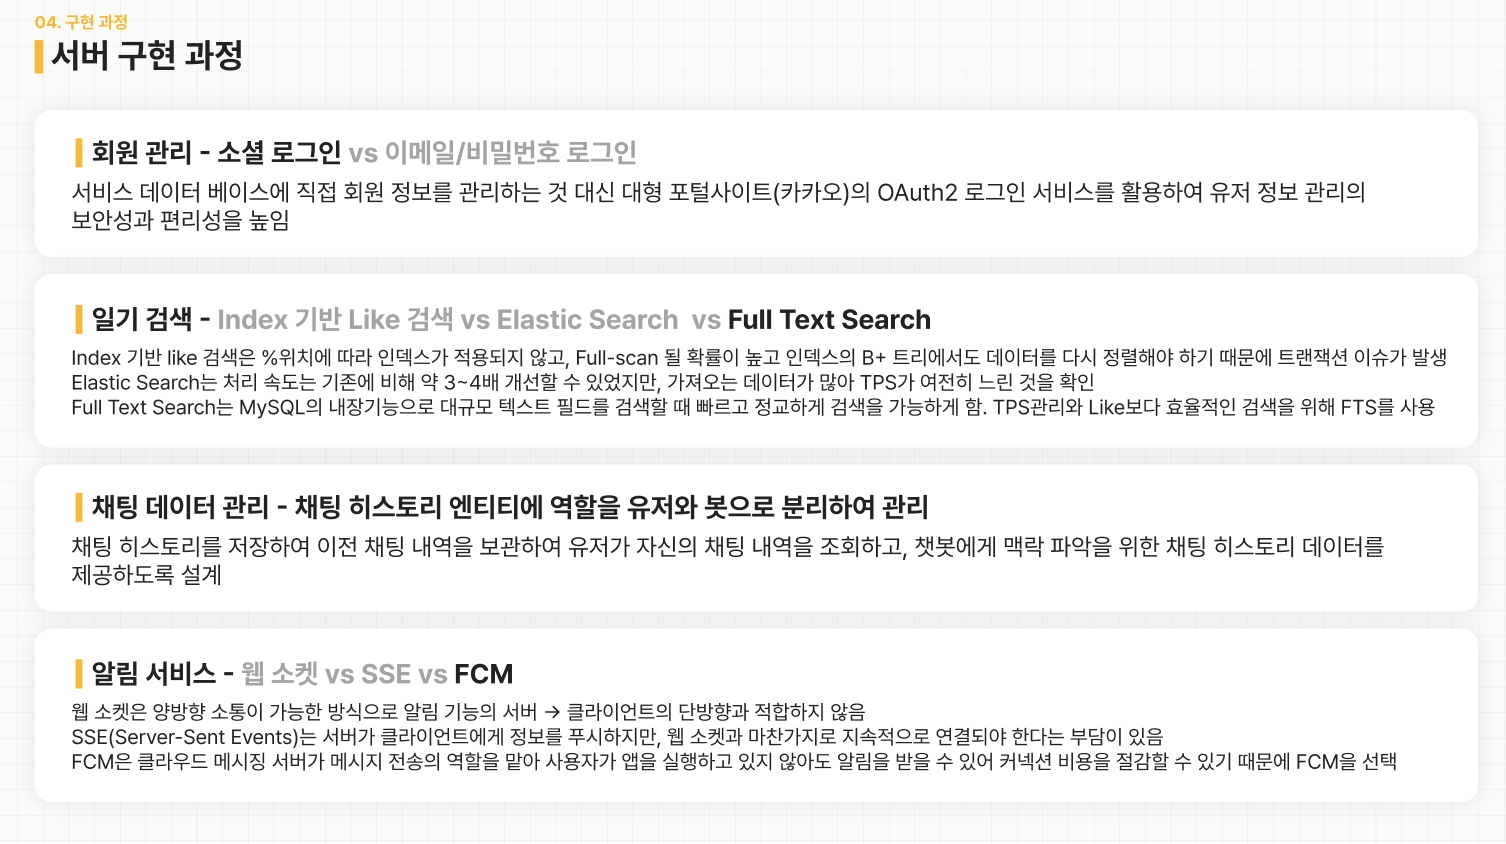 04. 구현 과정
서버 구현 과정
회원 관리 - 소셜 로그인 vs 이메일/비밀번호 로그인
서비스 데이터 베이스에 직접 회원 정보를 관리하는 것 대신 대형 포털사이트(카카오)의 OAuth2 로그인 서비스를 활용하여 유저 정보 관리의
보안성과 편리성을 높임
일기 검색 - Index 기반 Like 검색 vs Elastic Search vs Full Text Search
Index 기반 like 검색은 %위치에 따라 인덱스가 적용되지 않고, Full-scan 될 확률이 높고 인덱스의 B+ 트리에서도 데이터를 다시 정렬해야 하기 때문에 트랜잭션 이슈가 발생
Elastic Search는 처리 속도는 기존에 비해 약 3~4배 개선할 수 있었지만, 가져오는 데이터가 많아 TPS가 여전히 느린 것을 확인
Full Text Search는 MySQL의 내장기능으로 대규모 텍스트 필드를 검색할 때 빠르고 정교하게 검색을 가능하게 함. TPS관리와 Like보다 효율적인 검색을 위해 FTS를 사용
채팅 데이터 관리 - 채팅 히스토리 엔티티에 역할을 유저와 봇으로 분리하여 관리
채팅 히스토리를 저장하여 이전 채팅 내역을 보관하여 유저가 자신의 채팅 내역을 조회하고, 챗봇에게 맥락 파악을 위한 채팅 히스토리 데이터를
제공하도록 설계
알림 서비스 - 웹 소켓 vs SSE vs FCM
웹 소켓은 양방향 소통이 가능한 방식으로 알림 기능의 서버 → 클라이언트의 단방향과 적합하지 않음
SSE(Server-Sent Events)는 서버가 클라이언트에게 정보를 푸시하지만, 웹 소켓과 마찬가지로 지속적으로 연결되야 한다는 부담이 있음
FCM은 클라우드 메시징 서버가 메시지 전송의 역할을 맡아 사용자가 앱을 실행하고 있지 않아도 알림을 받을 수 있어 커넥션 비용을 절감할 수 있기 때문에 FCM을 선택